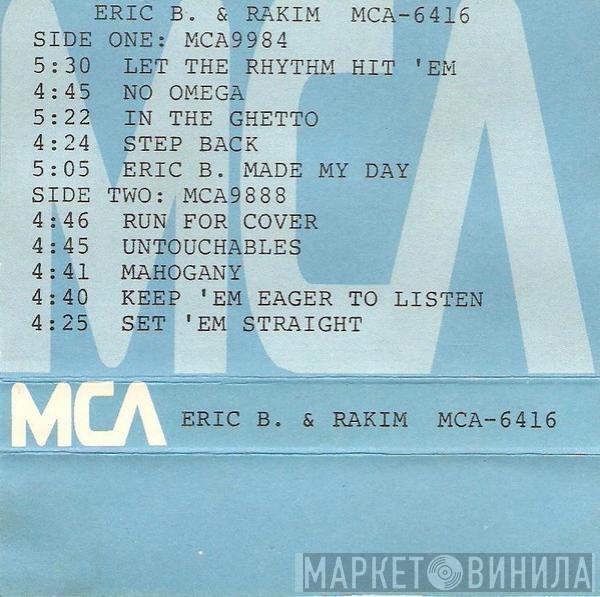 ERIC B. & RAKIM MCA-6416
SIDE ONE: MCA9984
5:30 LET THE RHYTHM HIT 'EM
4:45 NO OMEGA
5:22 IN THE GHETTO
4:24 STEP BACK
5:05 ERIC B. MADE MY DAY
SIDE TWO: MCA9888
4:46 RUN FOR COVER
4:45 UNTOUCHABLES
4:41 MAHOGANY
4:40 KEEP 'EM EAGER TO LISTEN
4:25 SET 'EM STRAIGHT
MCA
MCA ERIC B. & RAKIM MCA-6416
МАРКЕТ ВИНИЛА